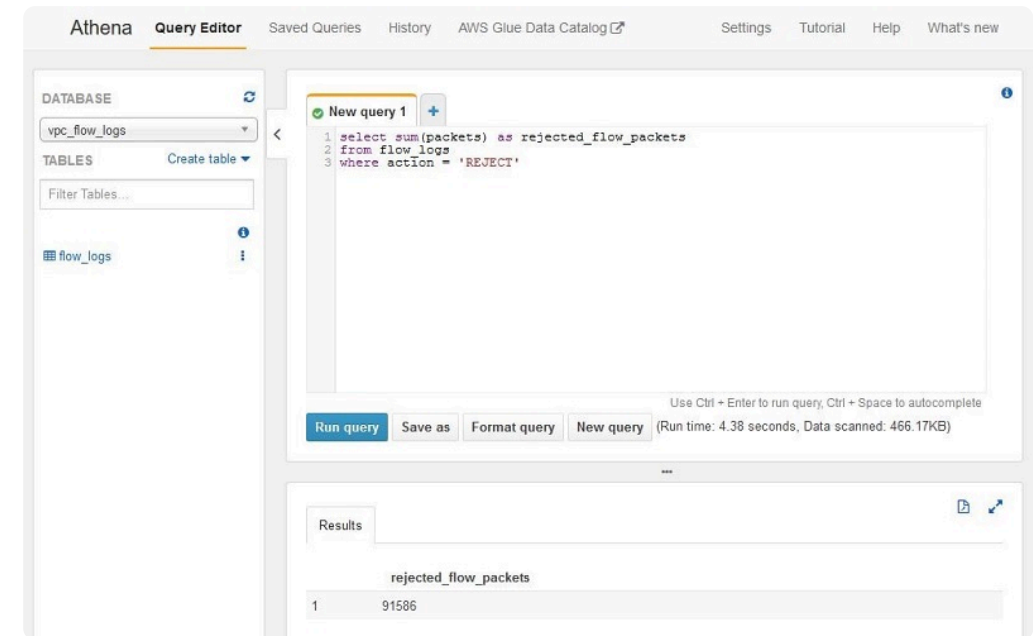 Athena Query Editor Saved Queries History AWS Glue Data Catalog Settings Tutorial Help What's new
DATABASE
vpc_flow_logs
TABLES Create table
Filter Tables...
flow_logs
New query 1 +
1 select sum(packets) as rejected_flow_packets
2 from flow_logs
3 where action = 'REJECT'
Use Ctrl + Enter to run query, Ctrl + Space to autocomplete
Run query Save as Format query New query (Run time: 4.38 seconds, Data scanned: 466.17KB)
Results
rejected_flow_packets
1 91586